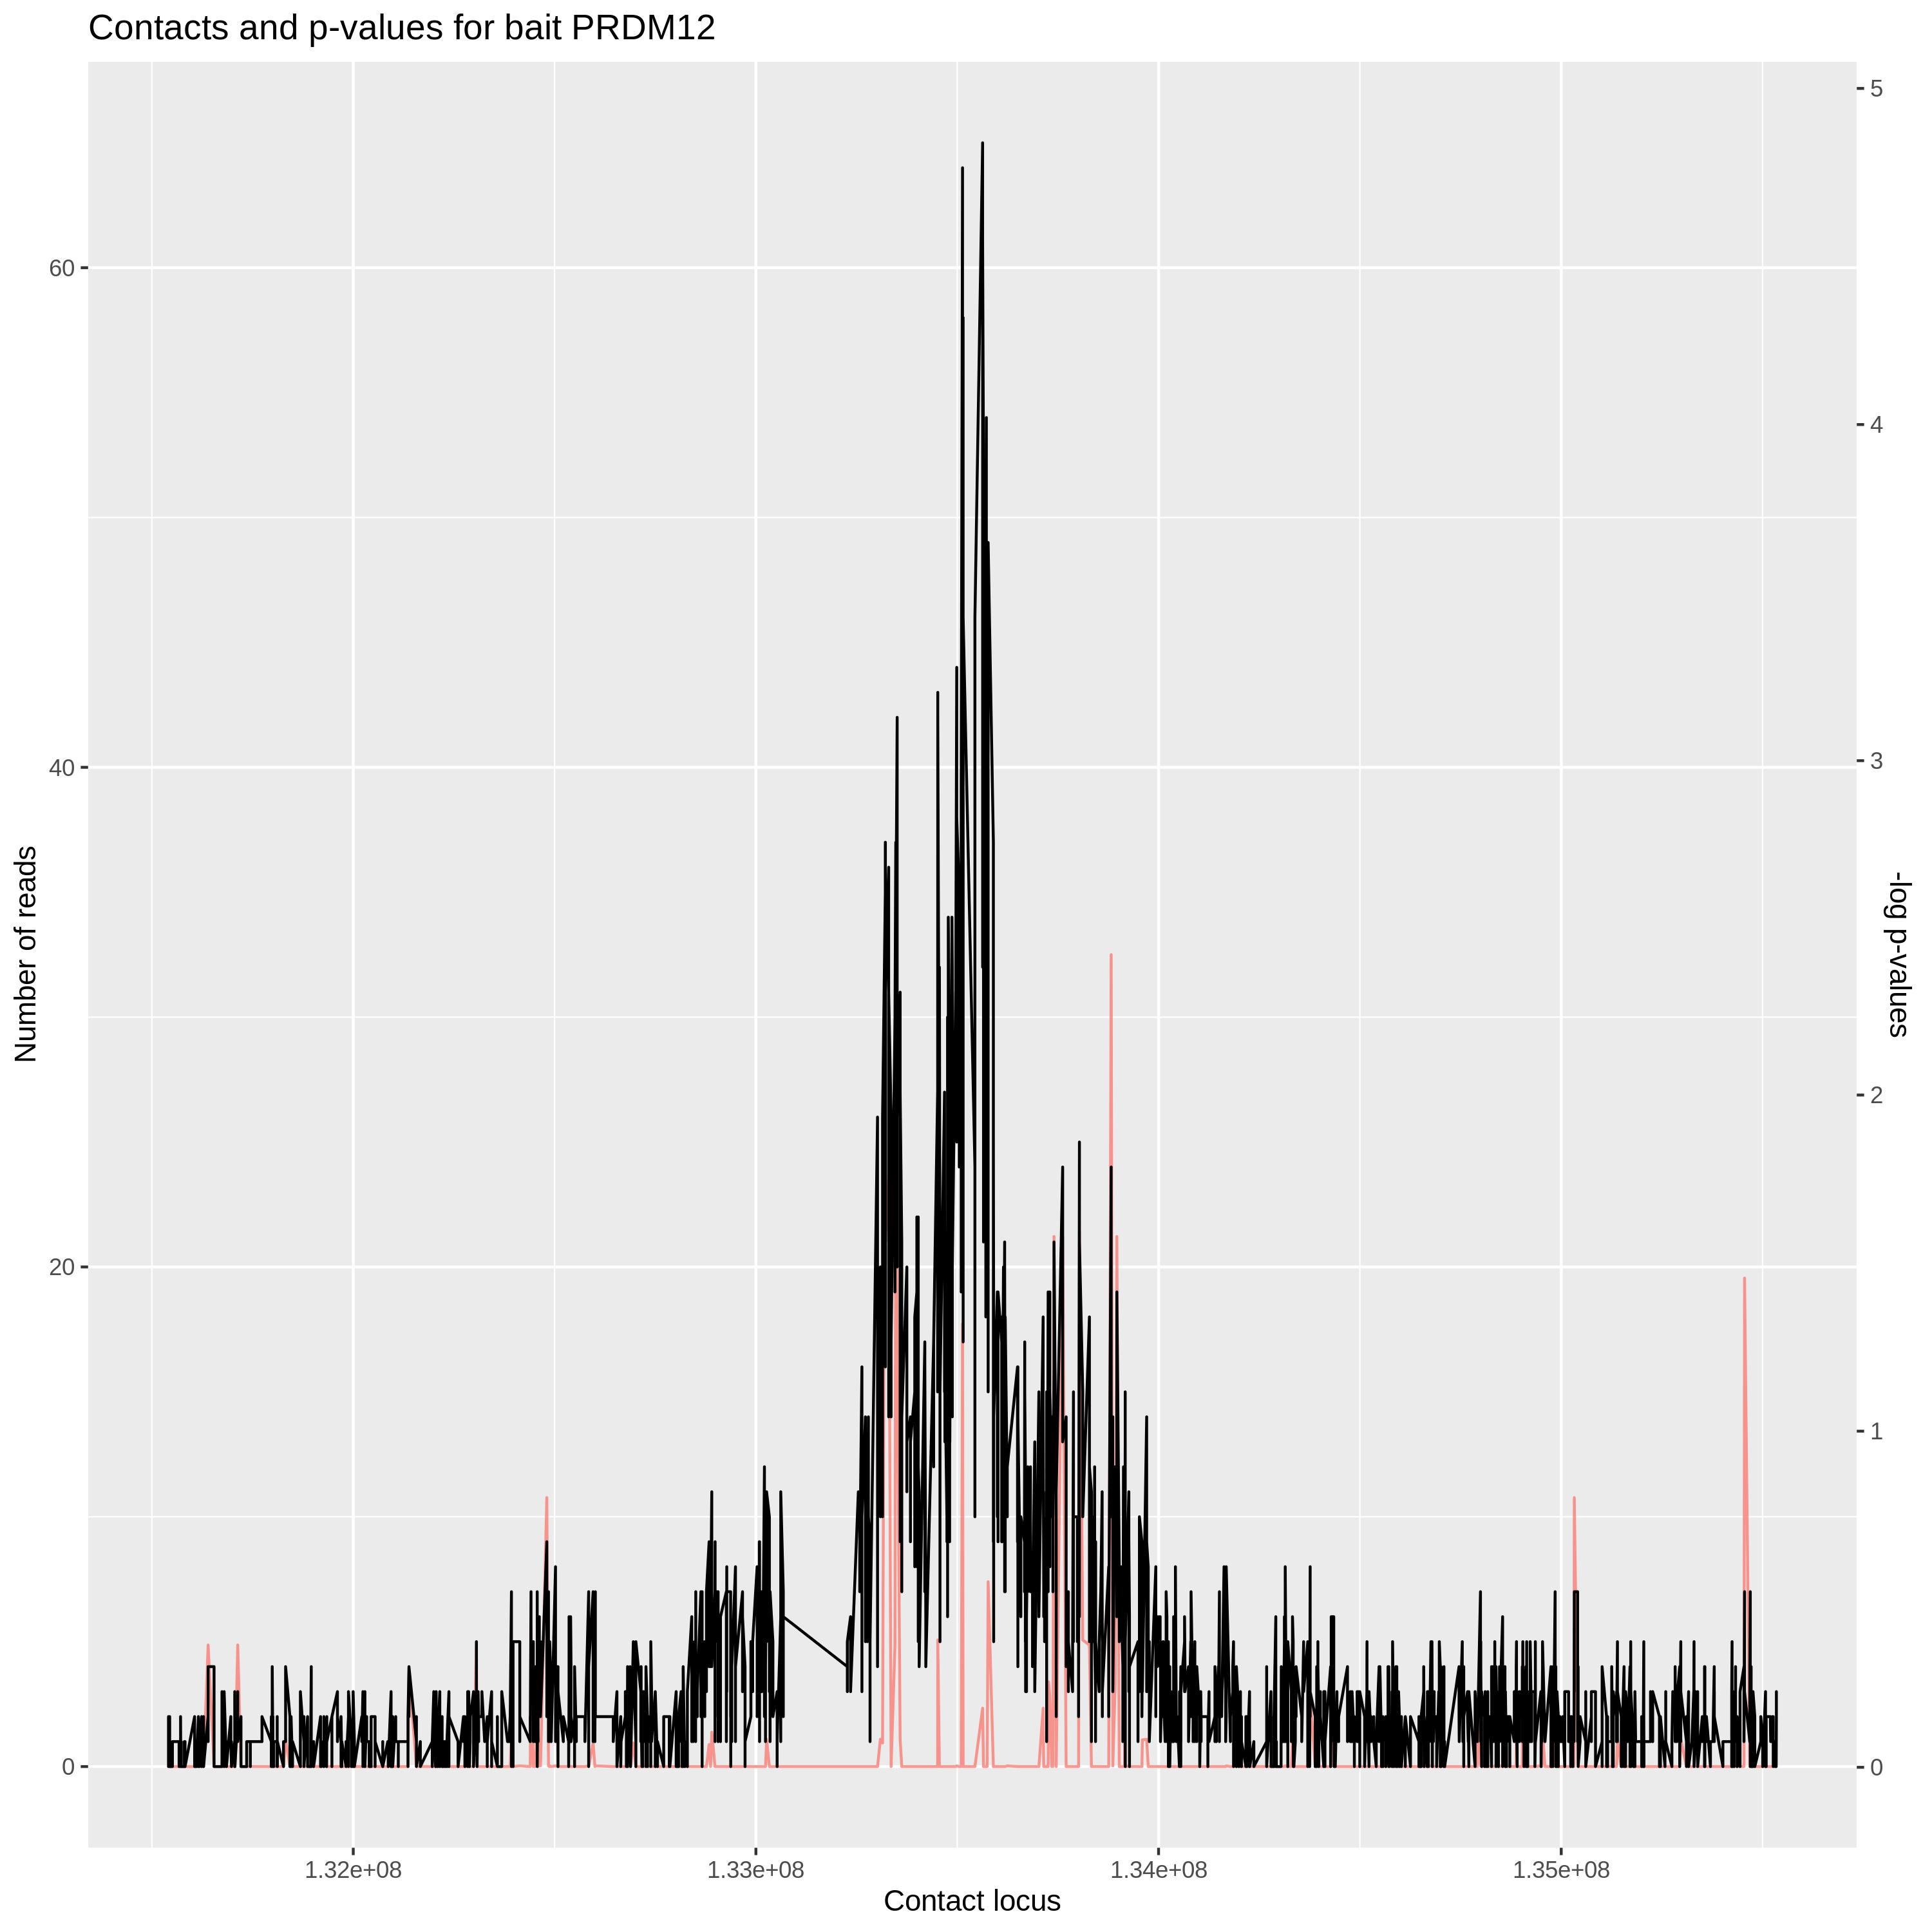 Contacts and p-values for bait PRDM12
Number of reads
60
40
20
0
5
4
3
2
1
0
-log p-values
1.32e+08
1.33e+08
1.34e+08
1.35e+08
Contact locus